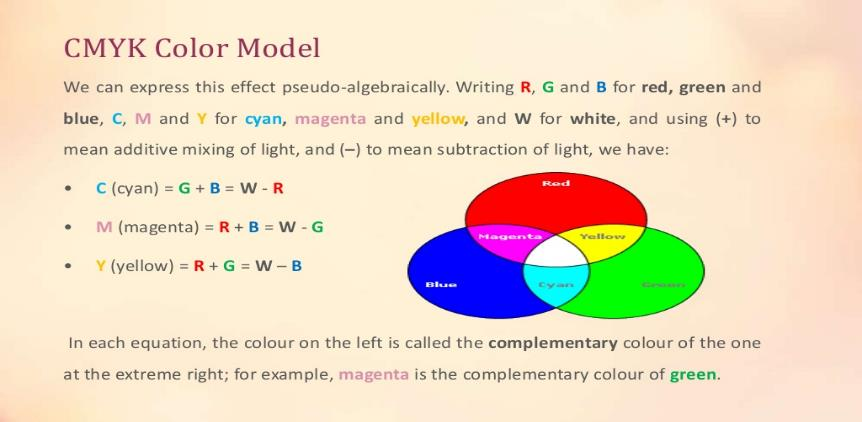 CMYK Color Model
We can express this effect pseudo-algebraically. Writing R, G and B for red, green and
blue, C, M and Y for cyan, magenta and yellow, and W for white, and using (+) to
mean additive mixing of light, and (−) to mean subtraction of light, we have:
• C (cyan) = G + B = W - R
• M (magenta) = R + B = W - G
• Y (yellow) = R + G = W – B
Red
Magenta Yellow
Blue Cyan Green
In each equation, the colour on the left is called the complementary colour of the one
at the extreme right; for example, magenta is the complementary colour of green.